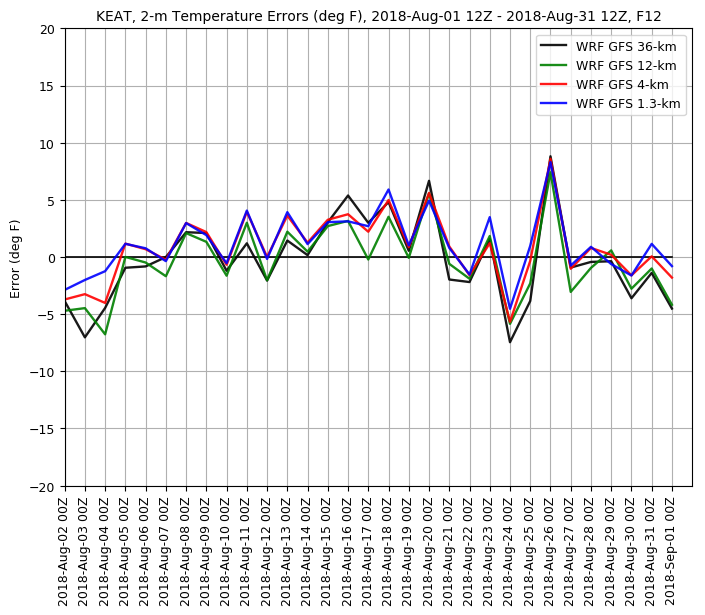 KEAT, 2-m Temperature Errors (deg F), 2018-Aug-01 12Z - 2018-Aug-31 12Z, F12
WRF GFS 36-km
WRF GFS 12-km
WRF GFS 4-km
WRF GFS 1.3-km
Error (deg F)
20
15
10
5
0
−5
−10
−15
−20
2018-Aug-02 00Z
2018-Aug-03 00Z
2018-Aug-04 00Z
2018-Aug-05 00Z
2018-Aug-06 00Z
2018-Aug-07 00Z
2018-Aug-08 00Z
2018-Aug-09 00Z
2018-Aug-10 00Z
2018-Aug-11 00Z
2018-Aug-12 00Z
2018-Aug-13 00Z
2018-Aug-14 00Z
2018-Aug-15 00Z
2018-Aug-16 00Z
2018-Aug-17 00Z
2018-Aug-18 00Z
2018-Aug-19 00Z
2018-Aug-20 00Z
2018-Aug-21 00Z
2018-Aug-22 00Z
2018-Aug-23 00Z
2018-Aug-24 00Z
2018-Aug-25 00Z
2018-Aug-26 00Z
2018-Aug-27 00Z
2018-Aug-28 00Z
2018-Aug-29 00Z
2018-Aug-30 00Z
2018-Aug-31 00Z
2018-Sep-01 00Z